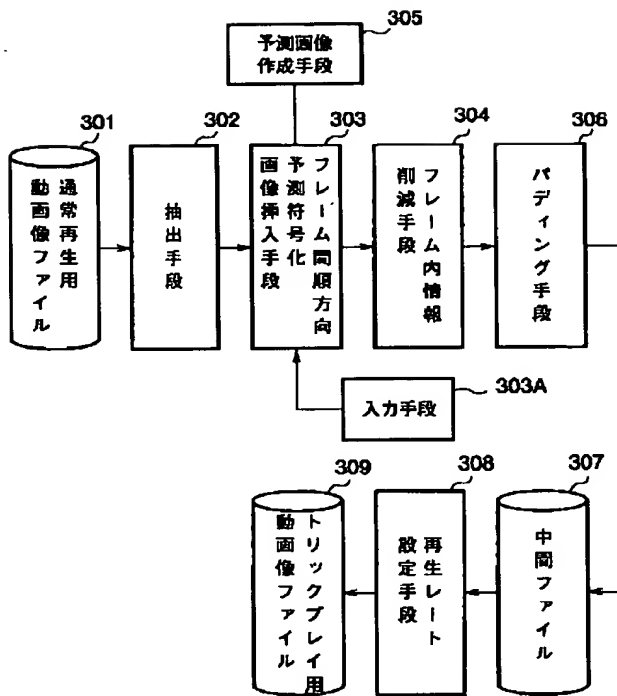 305
予測画像
作成手段
301
通常再生用
動画像ファイル
302
抽出手段
303
フレーム間順方向
予測符号化
画像挿入手段
304
フレーム内情報
削減手段
306
パディング手段
303A
入力手段
309
トリックプレイ用
動画像ファイル
308
再生レート
設定手段
307
中間ファイル